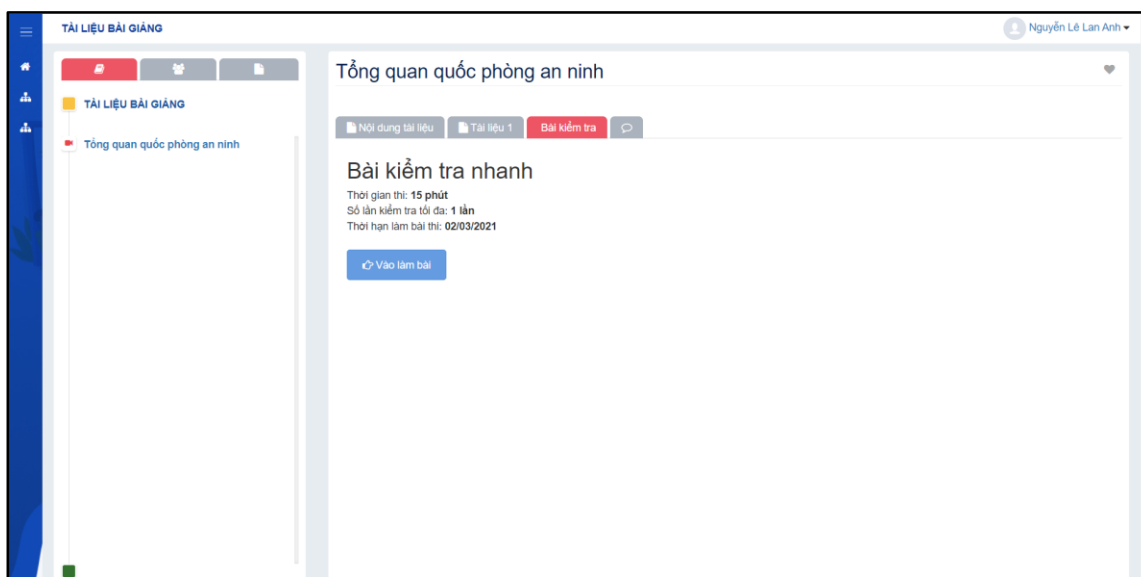 TÀI LIỆU BÀI GIẢNG
Nguyễn Lê Lan Anh
TÀI LIỆU BÀI GIẢNG
Tổng quan quốc phòng an ninh
Tổng quan quốc phòng an ninh
Nội dung tài liệu
Tài liệu 1
Bài kiểm tra
Bài kiểm tra nhanh
Thời gian thi: 15 phút
Số lần kiểm tra tối đa: 1 lần
Thời hạn làm bài thi: 02/03/2021
Vào làm bài